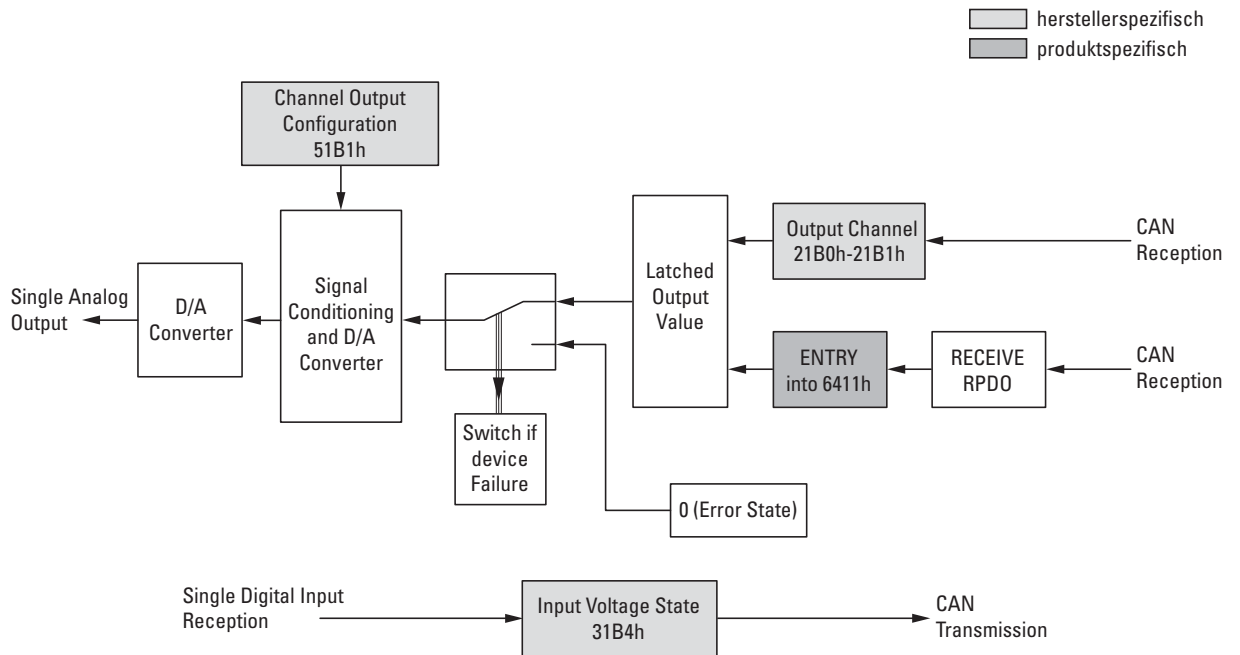 herstellerspezifisch
produktspezifisch
Channel Output
Configuration
51B1h
Single Analog
Output
D/A
Converter
Signal
Conditioning
and D/A
Converter
Switch if
device
Failure
Latched
Output
Value
Output Channel
21B0h-21B1h
CAN
Reception
ENTRY
into 6411h
RECEIVE
RPDO
CAN
Reception
0 (Error State)
Single Digital Input
Reception
Input Voltage State
31B4h
CAN
Transmission